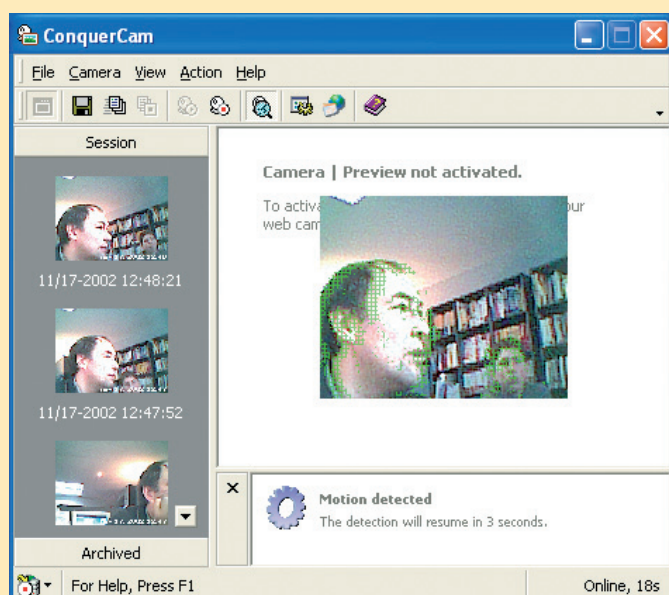 ConquerCam
File Camera View Action Help
Session
11/17-2002 12:48:21
11/17-2002 12:47:52
Archived
Camera | Preview not activated.
To activa our
web cam
Motion detected
The detection will resume in 3 seconds.
For Help, Press F1
Online, 18s